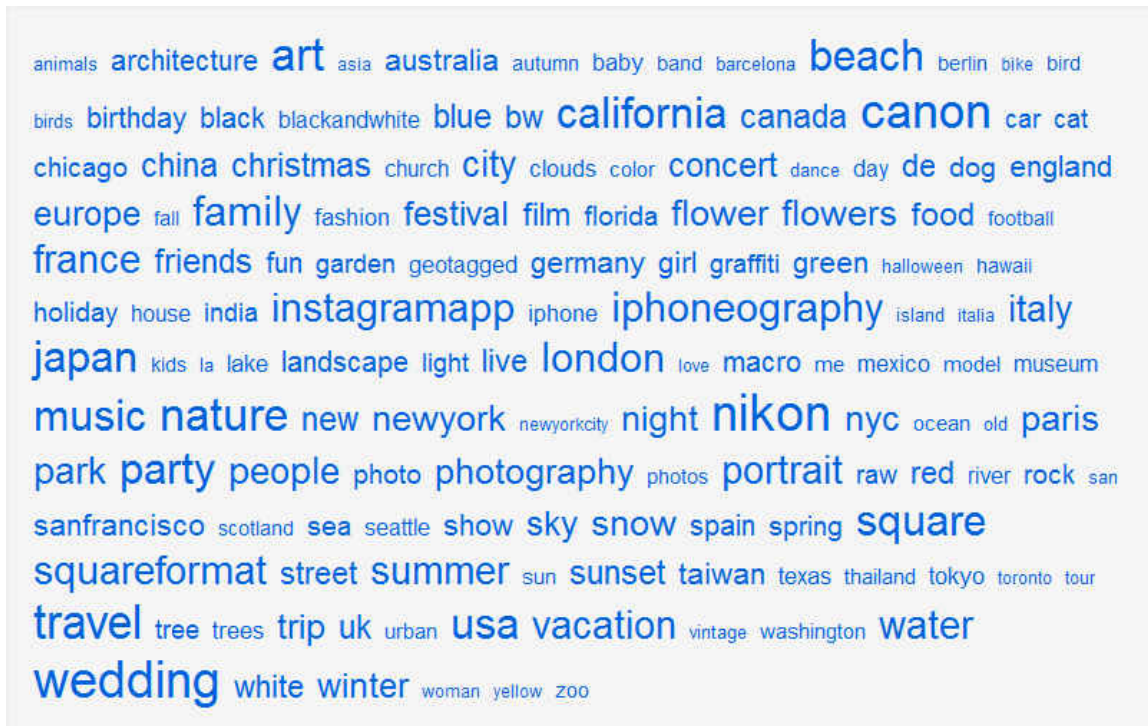 animals architecture art asia australia autumn baby band barcelona beach berlin bike bird
birds birthday black blackandwhite blue bw california canada canon car cat
chicago china christmas church city clouds color concert dance day de dog england
europe fall family fashion festival film florida flower flowers food football
france friends fun garden geotagged germany girl graffiti green halloween hawaii
holiday house india instagramapp iphone iphoneography island italia italy
japan kids la lake landscape light live london love macro me mexico model museum
music nature new newyork newyorkcity night nikon nyc ocean old paris
park party people photo photography photos portrait raw red river rock san
sanfrancisco scotland sea seattle show sky snow spain spring square
squareformat street summer sun sunset taiwan texas thailand tokyo toronto tour
travel tree trees trip uk urban usa vacation vintage washington water
wedding white winter woman yellow zoo